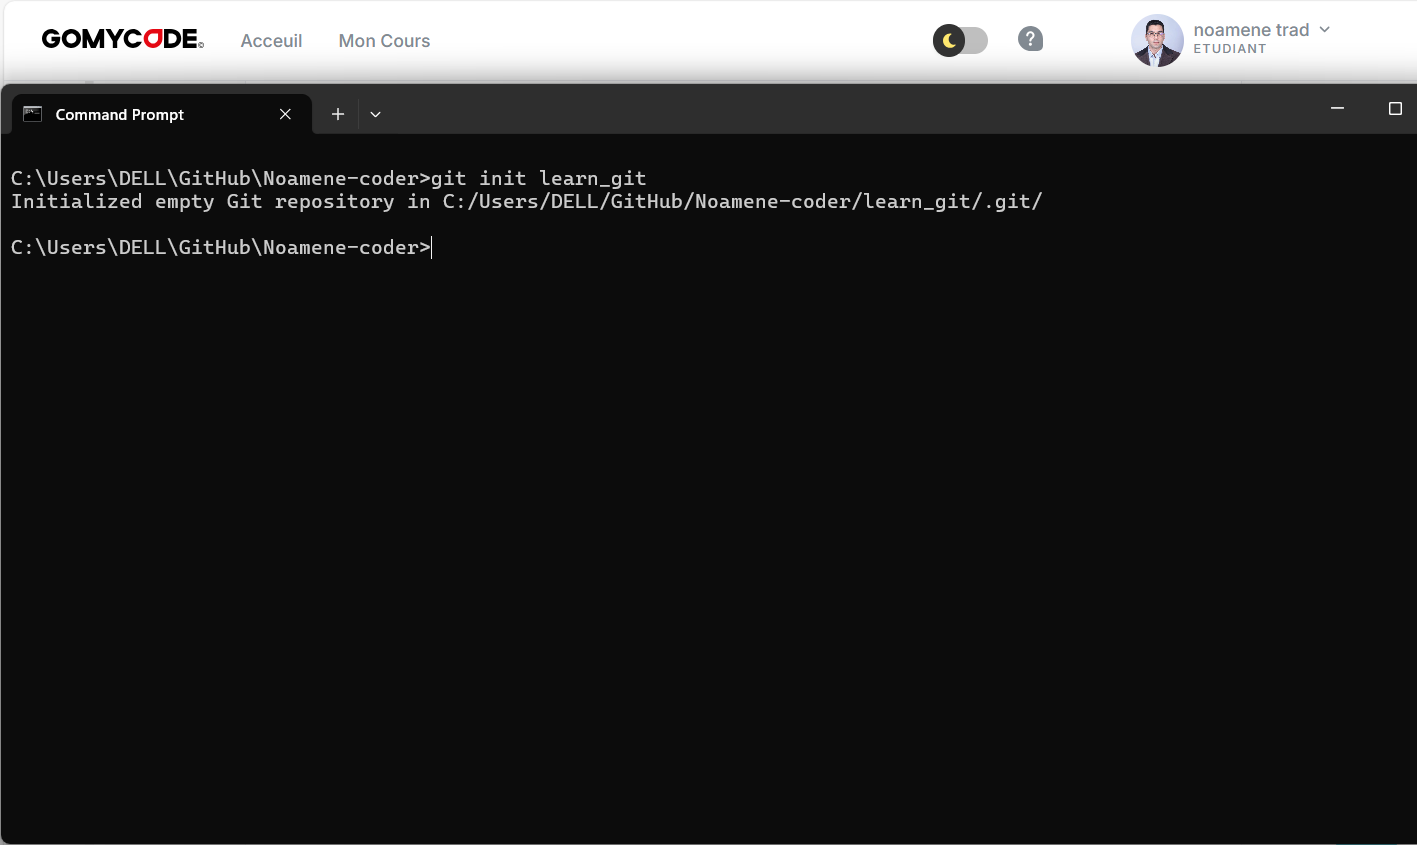 GOMYCODE©
Acceuil
Mon Cours
?
noamene trad
ETUDIANT
Command Prompt
C:\Users\DELL\GitHub\Noamene-coder>git init learn_git
Initialized empty Git repository in C:/Users/DELL/GitHub/Noamene-coder/learn_git/.git/
C:\Users\DELL\GitHub\Noamene-coder>